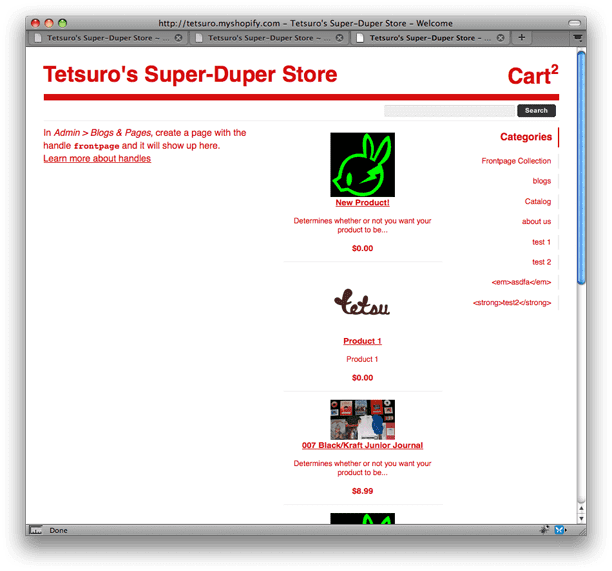 http://tetsuro.myshopify.com – Tetsuro's Super-Duper Store – Welcome
Tetsuro's Super-Duper Store – ...
Tetsuro's Super-Duper Store – ...
Tetsuro's Super-Duper Store – ...
Tetsuro's Super-Duper Store
Cart2
Search
In Admin > Blogs & Pages, create a page with the
handle frontpage and it will show up here.
Learn more about handles
New Product!
Determines whether or not you want your
product to be...
$0.00
tetsu
Product 1
Product 1
$0.00
007 Black/Kraft Junior Journal
Determines whether or not you want your
product to be...
$8.99
Categories
Frontpage Collection
blogs
Catalog
about us
test 1
test 2
<em>asdfa</em>
<strong>test2</strong>
Done